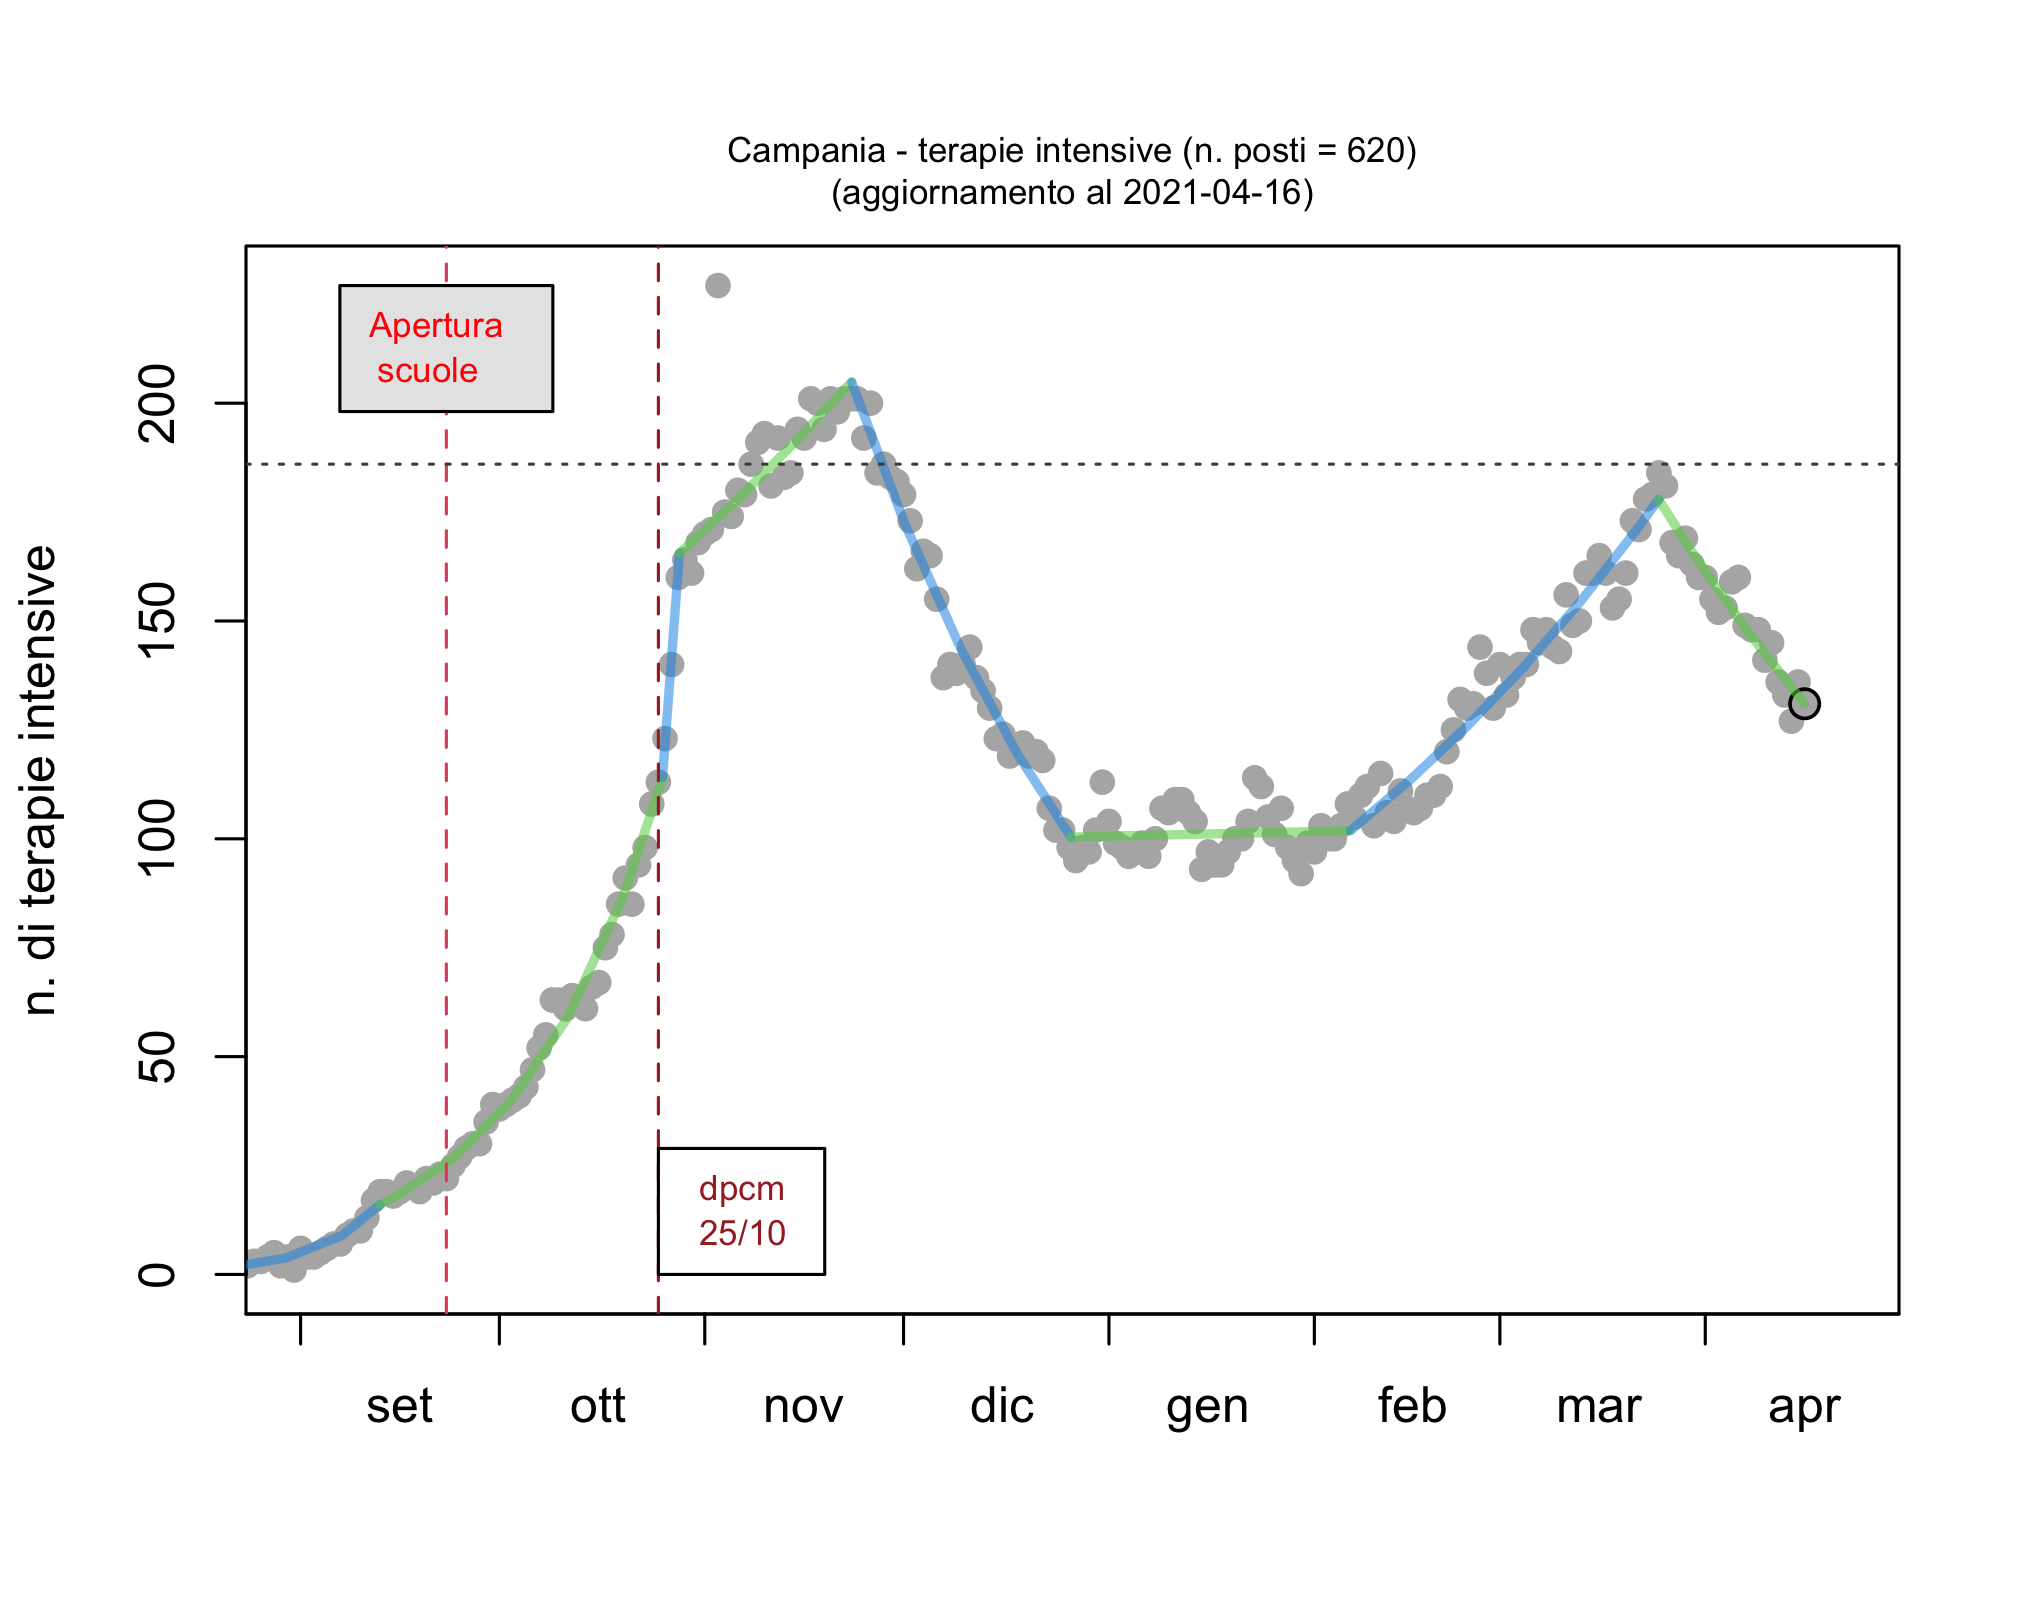 Campania - terapie intensive (n. posti = 620)
(aggiornamento al 2021-04-16)
Apertura
scuole
dpcm
25/10
n. di terapie intensive
200
150
100
50
0
set ott nov dic gen feb mar apr